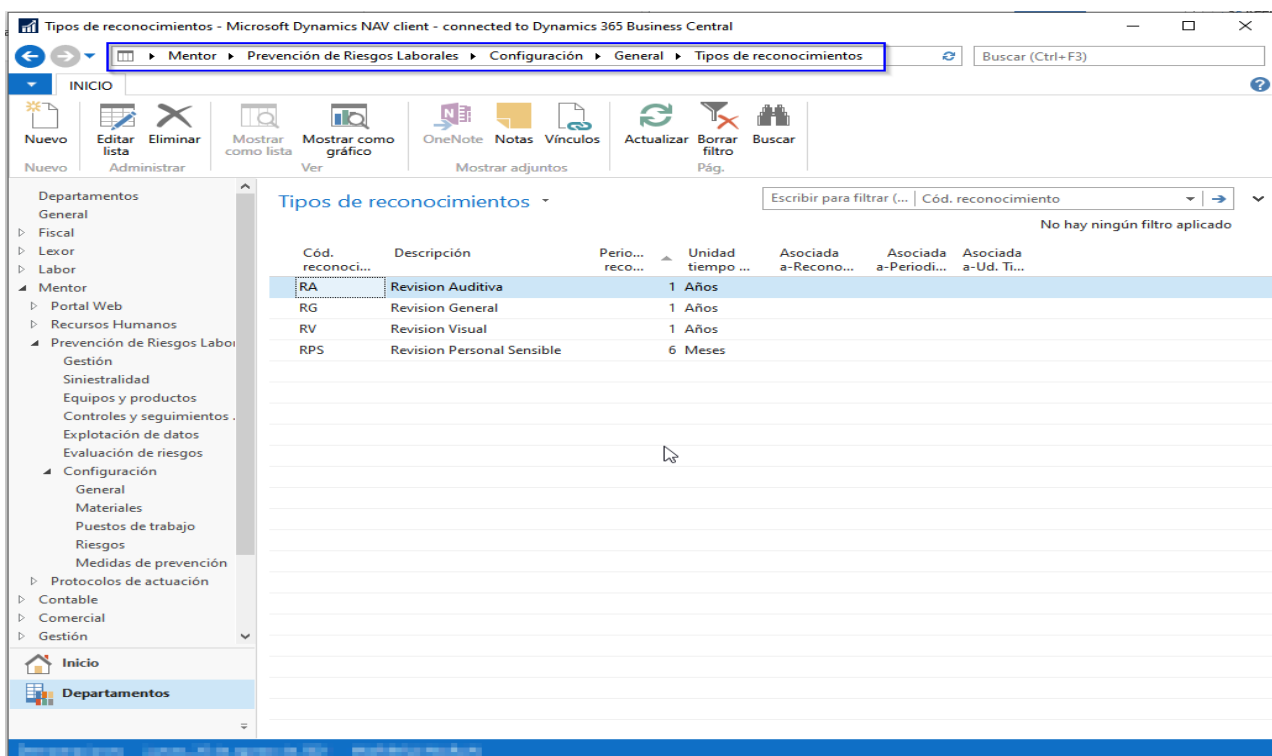 Tipos de reconocimientos - Microsoft Dynamics NAV client - connected to Dynamics 365 Business Central
Mentor Prevención de Riesgos Laborales Configuración General Tipos de reconocimientos
Buscar (Ctrl+F3)
INICIO
Nuevo Editar lista Eliminar Mostrar como lista Mostrar como gráfico OneNote Notas Vínculos Actualizar Borrar filtro Buscar
Nuevo Administrar Ver Mostrar adjuntos Pág.
Departamentos
General
Fiscal
Lexor
Labor
Mentor
Portal Web
Recursos Humanos
Prevención de Riesgos Labo
Gestión
Siniestralidad
Equipos y productos
Controles y seguimientos .
Explotación de datos
Evaluación de riesgos
Configuración
General
Materiales
Puestos de trabajo
Riesgos
Medidas de prevención
Protocolos de actuación
Contable
Comercial
Gestión
Inicio
Departamentos
Tipos de reconocimientos
Escribir para filtrar (... Cód. reconocimiento
No hay ningún filtro aplicado
Cód. Descripción Perio... Unidad Asociada Asociada Asociada
reconoci... reco... tiempo ... a-Recono... a-Periodi... a-Ud. Ti...
RA Revision Auditiva 1 Años
RG Revision General 1 Años
RV Revision Visual 1 Años
RPS Revision Personal Sensible 6 Meses